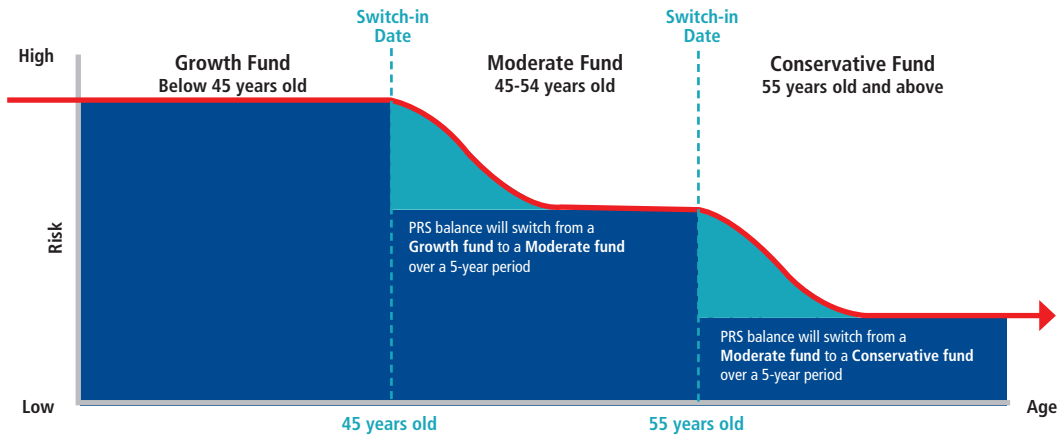 Switch-in
Date
Switch-in
Date
High
Growth Fund
Below 45 years old
Moderate Fund
45-54 years old
Conservative Fund
55 years old and above
Risk
PRS balance will switch from a
Growth fund to a Moderate fund
over a 5-year period
PRS balance will switch from a
Moderate fund to a Conservative fund
over a 5-year period
Low
Age
45 years old
55 years old